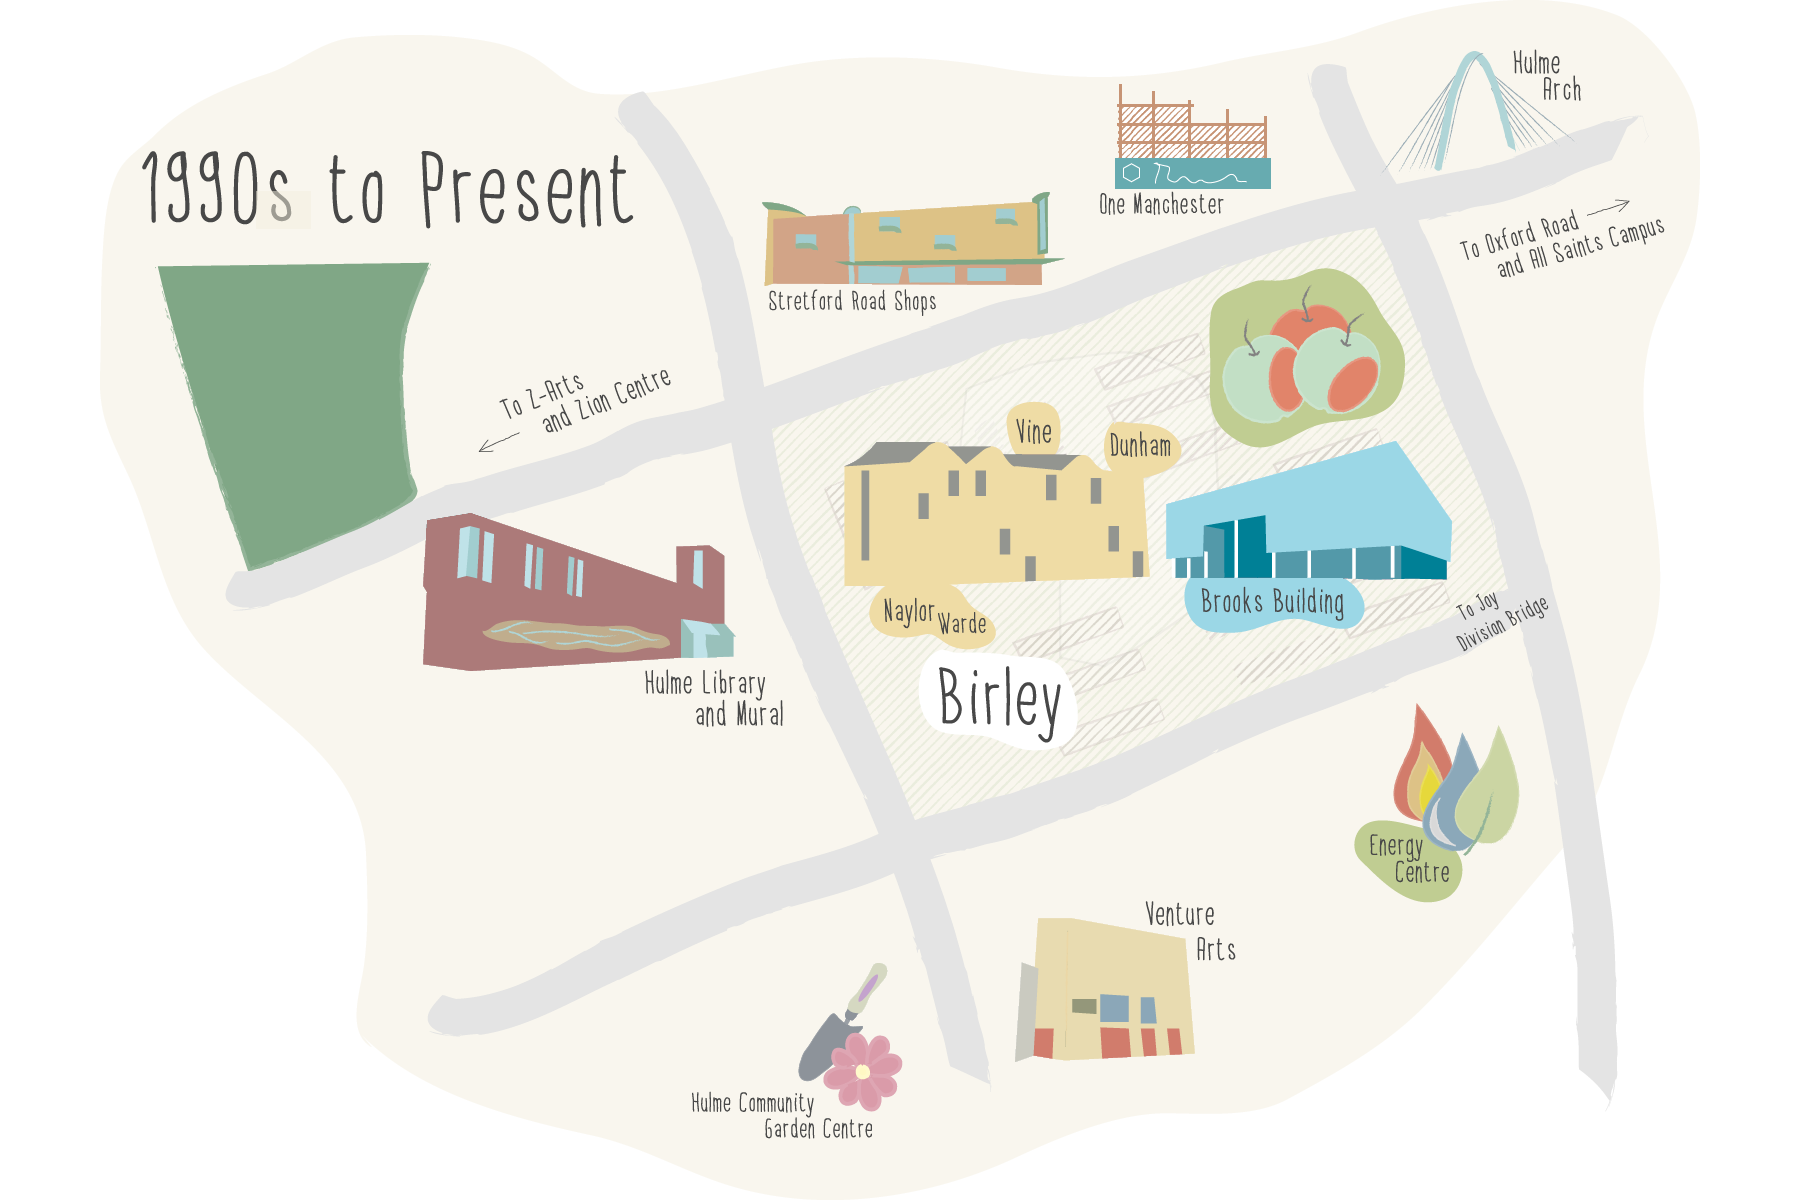 Hulme
Arch
1990s to Present
One Manchester
To Oxford Road
and All Saints Campus
Stretford Road Shops
To Z-Arts
and Zion Centre
Vine
Dunham
Naylor
Warde
Brooks Building
To Joy
Division Bridge
Birley
Hulme Library
and Mural
Energy
Centre
Venture
Arts
Hulme Community
Garden Centre